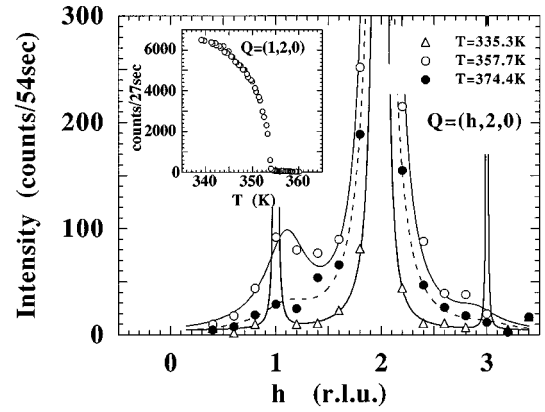 300
200
100
0
Intensity (counts/54sec)
6000
4000
2000
0
counts/27sec
Q=(1,2,0)
340 350 360
T (K)
T=335.3K
T=357.7K
T=374.4K
Q=(h,2,0)
0 1 2 3
h (r.l.u.)